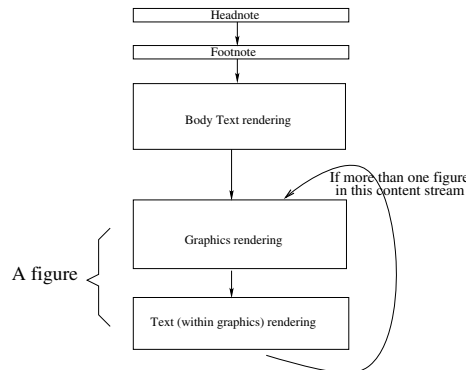 Headnote
Footnote
Body Text rendering
If more than one figure
in this content stream
Graphics rendering
A figure
Text (within graphics) rendering